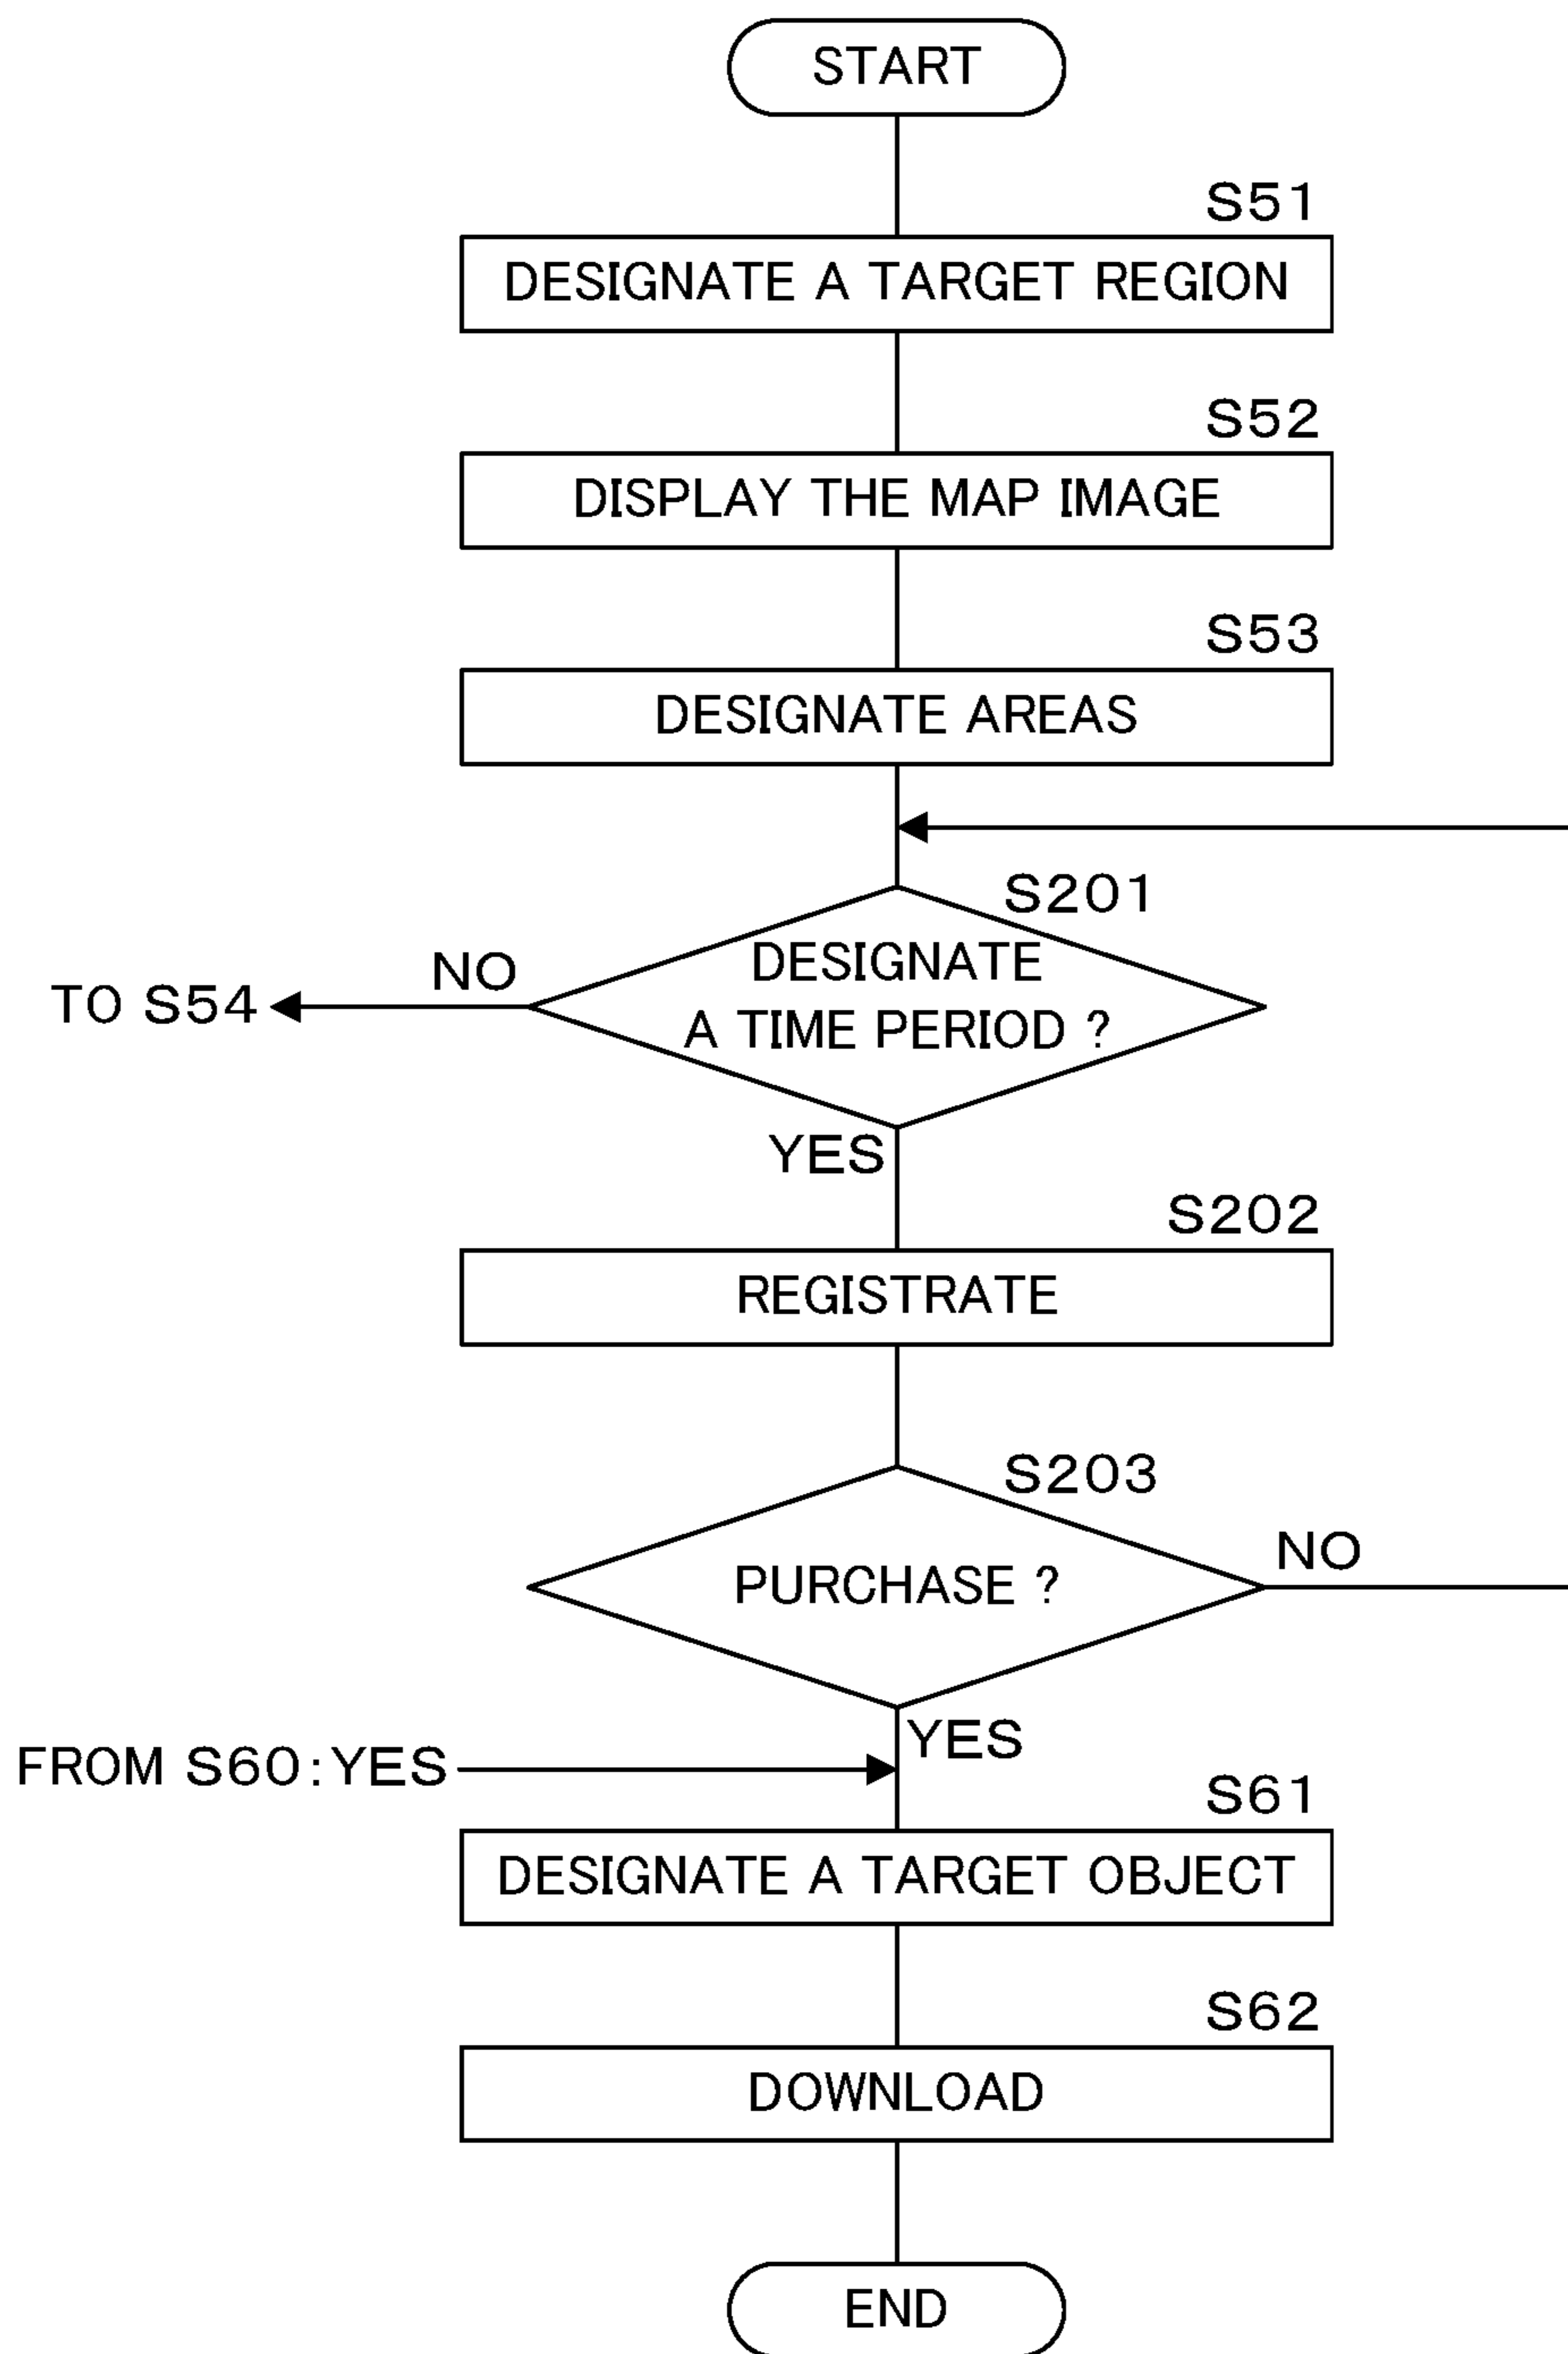 START
S51
DESIGNATE A TARGET REGION
S52
DISPLAY THE MAP IMAGE
S53
DESIGNATE AREAS
S201
DESIGNATE
A TIME PERIOD ?
NO
TO S54
YES
S202
REGISTRATE
S203
PURCHASE ?
NO
YES
FROM S60:YES
S61
DESIGNATE A TARGET OBJECT
S62
DOWNLOAD
END